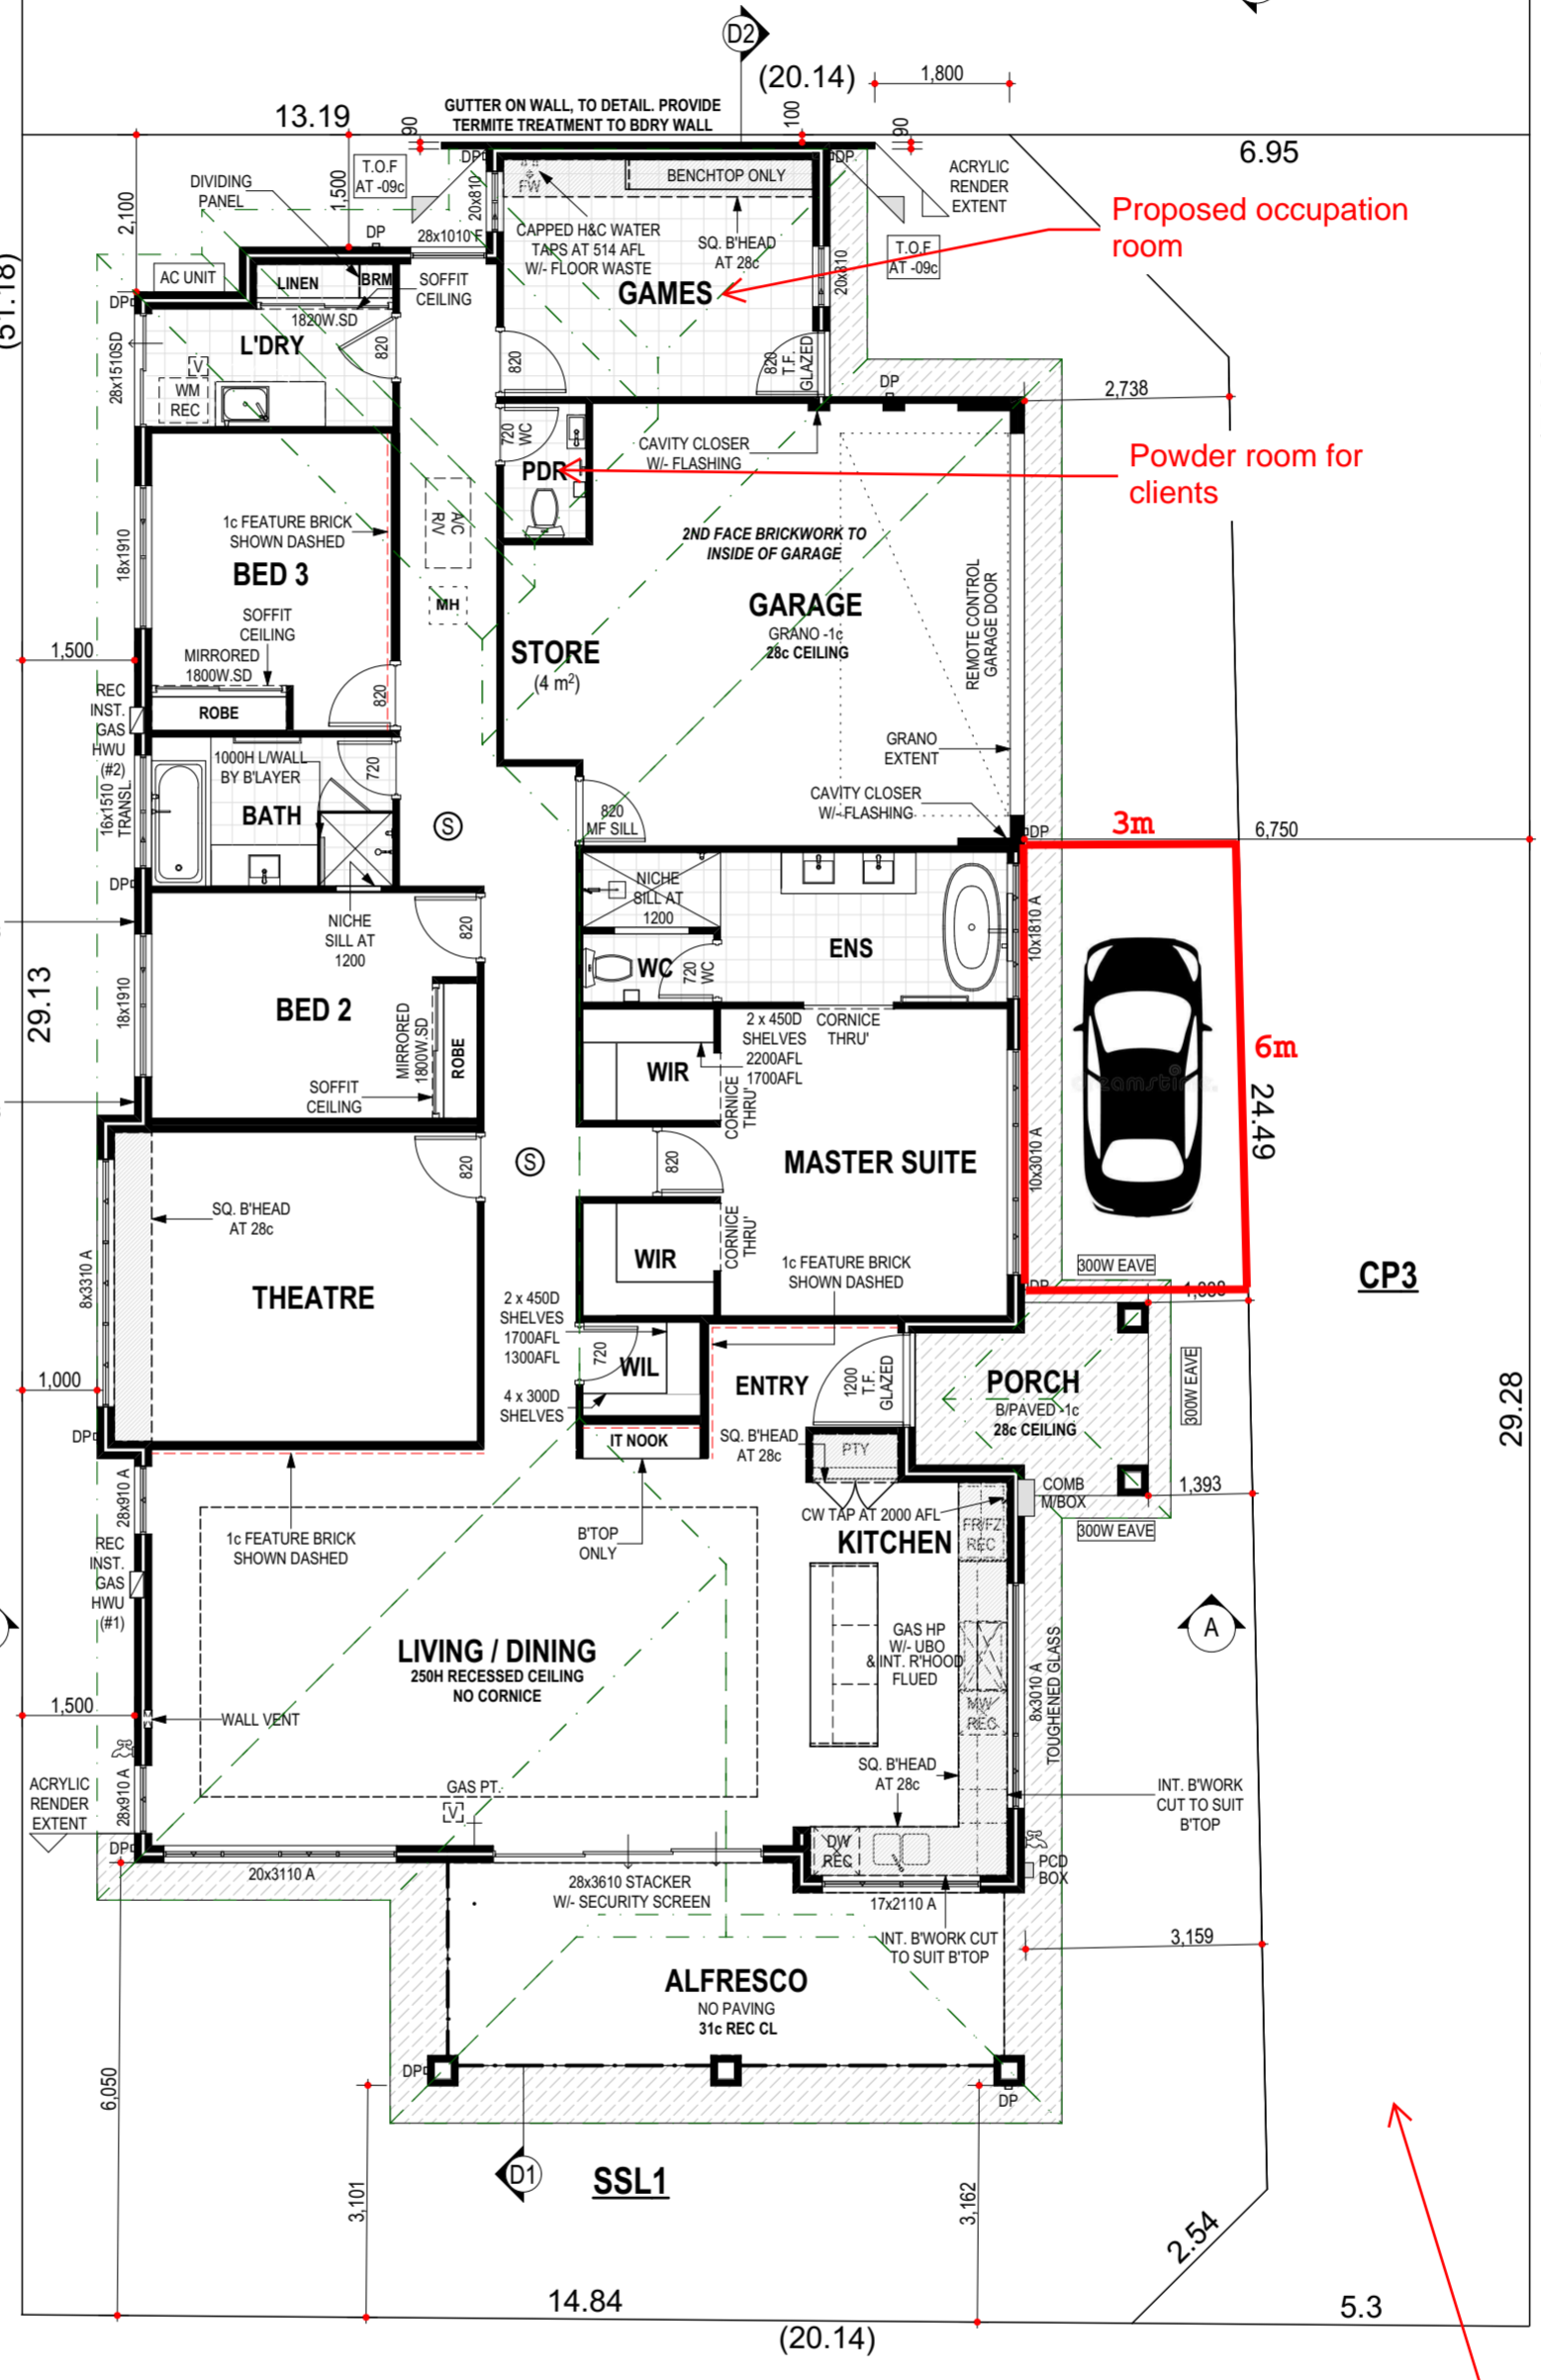 D2
(20.14)
1,800
13.19
GUTTER ON WALL, TO DETAIL. PROVIDE
TERMITE TREATMENT TO BDRY WALL
90
100
90
6.95
2,100
1,500
T.O.F
AT -09c
DIVIDING
PANEL
DP
20x810
FW
BENCHTOP ONLY
DP
ACRYLIC
RENDER
EXTENT
Proposed occupation
room
(51.18)
DP
28x1010 F
CAPPED H&C WATER
TAPS AT 514 AFL
W/- FLOOR WASTE
SQ. B'HEAD
AT 28c
20x810
T.O.F
AT -09c
AC UNIT
LINEN
BRM
SOFFIT
CEILING
GAMES
DP
1820W.SD
28x1510SD
L'DRY
820
V
WM
REC
820
820
T.F.
GLAZED
DP
2,738
720
WC
CAVITY CLOSER
W/- FLASHING
PDR
Powder room for
clients
18x1910
1c FEATURE BRICK
SHOWN DASHED
A/C
R/V
2ND FACE BRICKWORK TO
INSIDE OF GARAGE
BED 3
MH
GARAGE
GRANO -1c
28c CEILING
REMOTE CONTROL
GARAGE DOOR
SOFFIT
CEILING
STORE
(4 m²)
1,500
MIRRORED
1800W.SD
820
REC
INST.
GAS
HWU
(#2)
ROBE
GRANO
EXTENT
1000H L/WALL
BY B'LAYER
720
16x1510
TRANSL.
BATH
S
820
MF SILL
CAVITY CLOSER
W/-FLASHING
DP
3m
6,750
DP
NICHE
SILL AT
1200
NICHE
SILL AT
1200
820
WC
720
WC
ENS
10x1810 A
29.13
18x1910
BED 2
MIRRORED
1800W.SD
ROBE
SOFFIT
CEILING
2 x 450D
SHELVES
2200AFL
1700AFL
CORNICE
THRU'
WIR
CORNICE
THRU'
6m
24.49
820
S
820
MASTER SUITE
10x3010 A
SQ. B'HEAD
AT 28c
WIR
CORNICE
THRU'
1c FEATURE BRICK
SHOWN DASHED
300W EAVE
DP
CP3
8x3310 A
THEATRE
2 x 450D
SHELVES
1700AFL
1300AFL
720
WIL
ENTRY
1200
T.F.
GLAZED
PORCH
B/PAVED -1c
28c CEILING
300W EAVE
1,000
4 x 300D
SHELVES
29.28
DP
IT NOOK
SQ. B'HEAD
AT 28c
PTY
28x910 A
COMB
M/BOX
1,393
CW TAP AT 2000 AFL
300W EAVE
1c FEATURE BRICK
SHOWN DASHED
B'TOP
ONLY
KITCHEN
FR/FZ
REC
REC
INST.
GAS
HWU
(#1)
A
LIVING / DINING
250H RECESSED CEILING
NO CORNICE
GAS HP
W/- UBO
& INT. R'HOOD
FLUED
8x3010 A
TOUGHENED GLASS
1,500
WALL VENT
MW
REC
SQ. B'HEAD
AT 28c
INT. B'WORK
CUT TO SUIT
B'TOP
ACRYLIC
RENDER
EXTENT
28x910 A
GAS PT.
V
DP
DW
REC
PCD
BOX
20x3110 A
28x3610 STACKER
W/- SECURITY SCREEN
17x2110 A
INT. B'WORK CUT
TO SUIT B'TOP
3,159
ALFRESCO
NO PAVING
31c REC CL
DP
DP
6,050
D1
SSL1
3,101
3,162
2.54
14.84
5.3
(20.14)